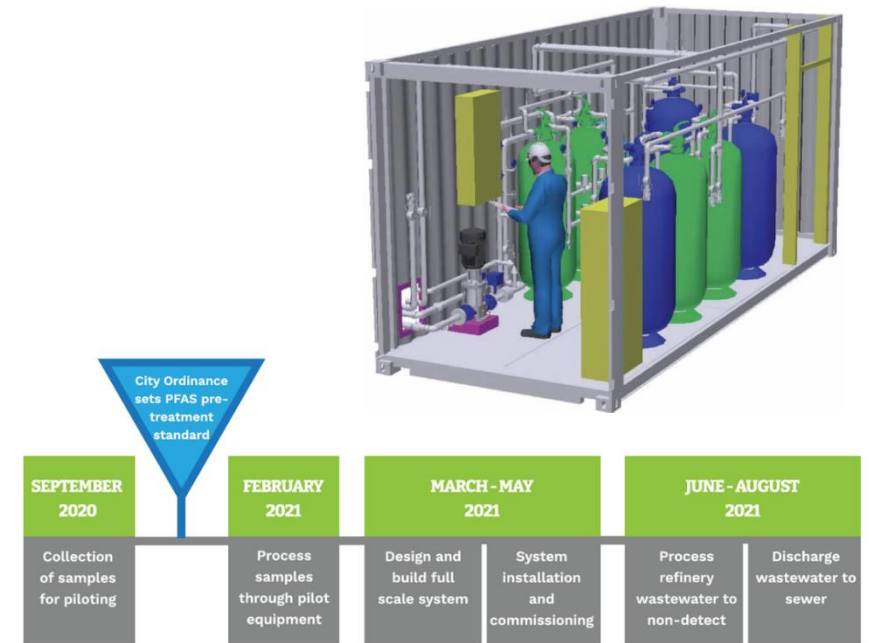 City Ordinance
sets PFAS pre-
treatment
standard
SEPTEMBER
2020
FEBRUARY
2021
MARCH - MAY
2021
JUNE - AUGUST
2021
Collection
of samples
for piloting
Process
samples
through pilot
equipment
Design and
build full
scale system
System
installation
and
commissioning
Process
refinery
wastewater to
non-detect
Discharge
wastewater to
sewer